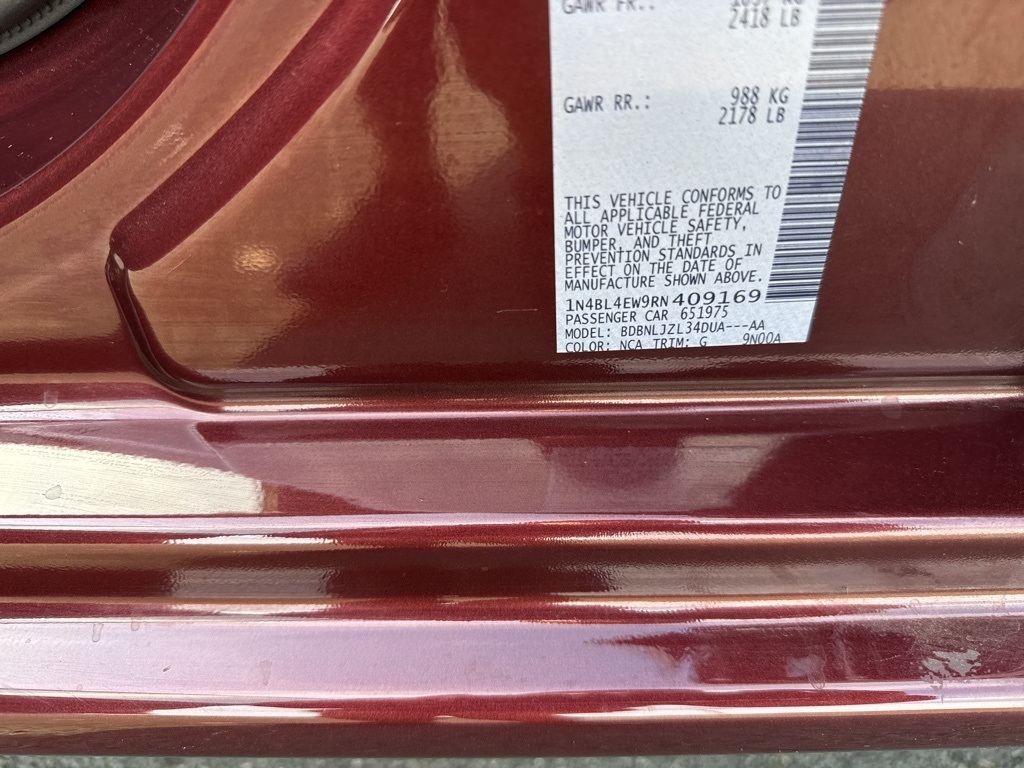 GAWR FR.:
2418 LB
GAWR RR.: 988 KG
2178 LB
THIS VEHICLE CONFORMS TO
ALL APPLICABLE FEDERAL
MOTOR VEHICLE SAFETY,
BUMPER, AND THEFT
PREVENTION STANDARDS IN
EFFECT ON THE DATE OF
MANUFACTURE SHOWN ABOVE.
1N4BL4EW9RN409169
PASSENGER CAR 651975
MODEL: BDBNLJZL34DUA---AA
COLOR: NCA TRIM: G 9N00A